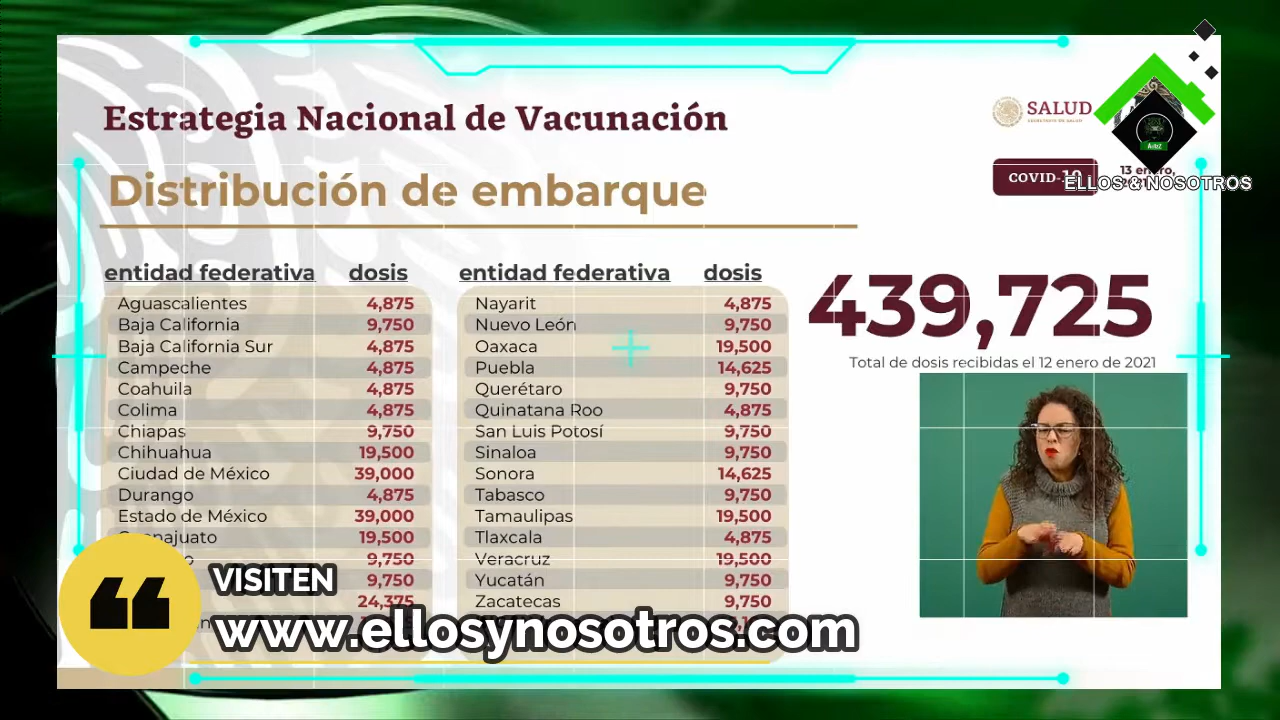 Estrategia Nacional de Vacunación
SALUD
SECRETARÍA DE SALUD
Distribución de embarque
COVID-19
13 enero,
ELLOS & NOSOTROS
entidad federativa dosis
Aguascalientes 4,875
Baja California 9,750
Baja California Sur 4,875
Campeche 4,875
Coahuila 4,875
Colima 4,875
Chiapas 9,750
Chihuahua 19,500
Ciudad de México 39,000
Durango 4,875
Estado de México 39,000
Guanajuato 19,500
9,750
9,750
24,375
entidad federativa dosis
Nayarit 4,875
Nuevo León 9,750
Oaxaca 19,500
Puebla 14,625
Querétaro 9,750
Quinatana Roo 4,875
San Luis Potosí 9,750
Sinaloa 9,750
Sonora 14,625
Tabasco 9,750
Tamaulipas 19,500
Tlaxcala 4,875
Veracruz 19,500
Yucatán 9,750
Zacatecas 9,750
439,725
Total de dosis recibidas el 12 enero de 2021
VISITEN
www.ellosynosotros.com